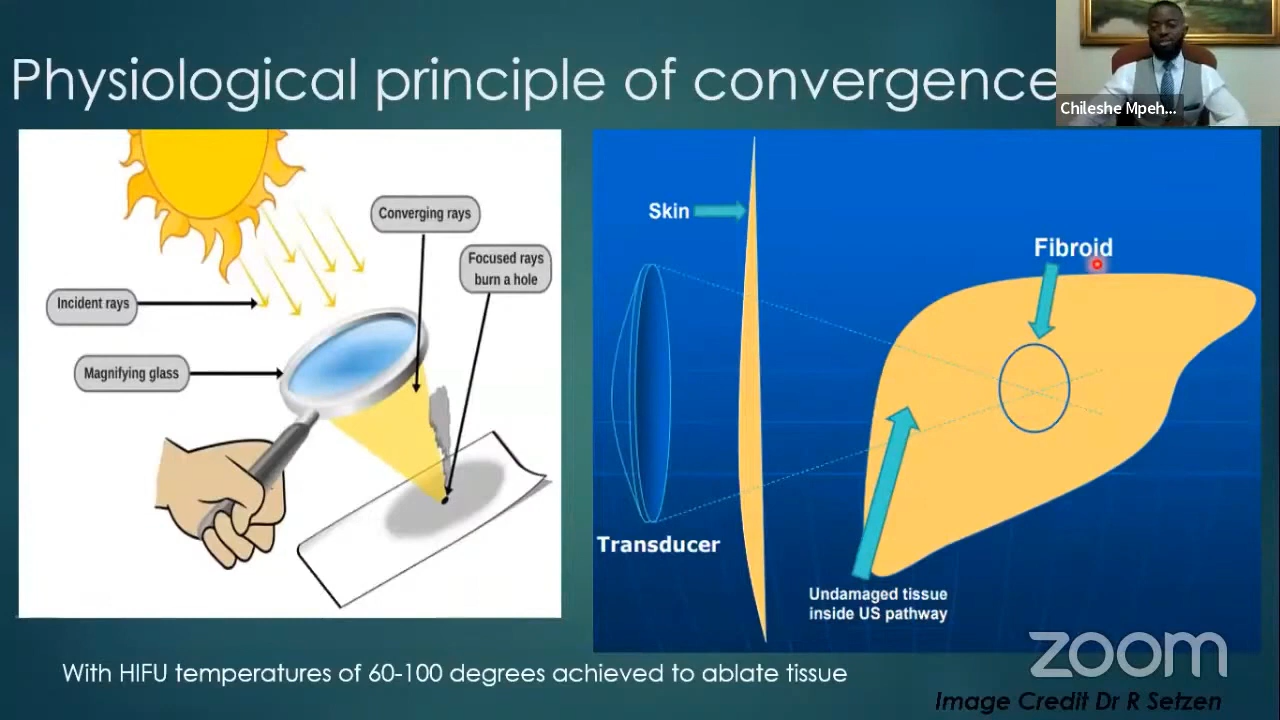 Physiological principle of convergence
Chileshe Mpeh...
Converging rays
Focused rays
burn a hole
Incident rays
Magnifying glass
Skin
Fibroid
Transducer
Undamaged tissue
inside US pathway
With HIFU temperatures of 60-100 degrees achieved to ablate tissue
zoom
Image Credit Dr R Setzen